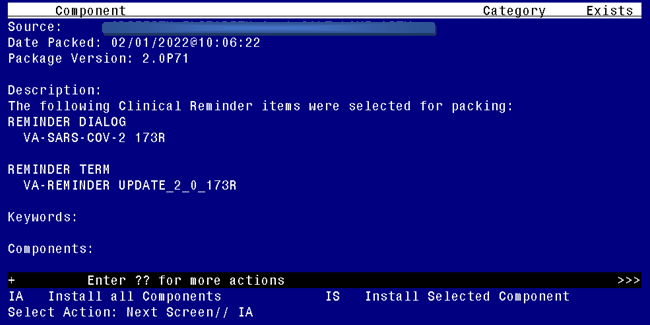 Component Category Exists
Source:
Date Packed: 02/01/2022@10:06:22
Package Version: 2.0P71
Description:
The following Clinical Reminder items were selected for packing:
REMINDER DIALOG
VA-SARS-COV-2 173R
REMINDER TERM
VA-REMINDER UPDATE_2_0_173R
Keywords:
Components:
+ Enter ?? for more actions >>>
IA Install all Components IS Install Selected Component
Select Action: Next Screen// IA